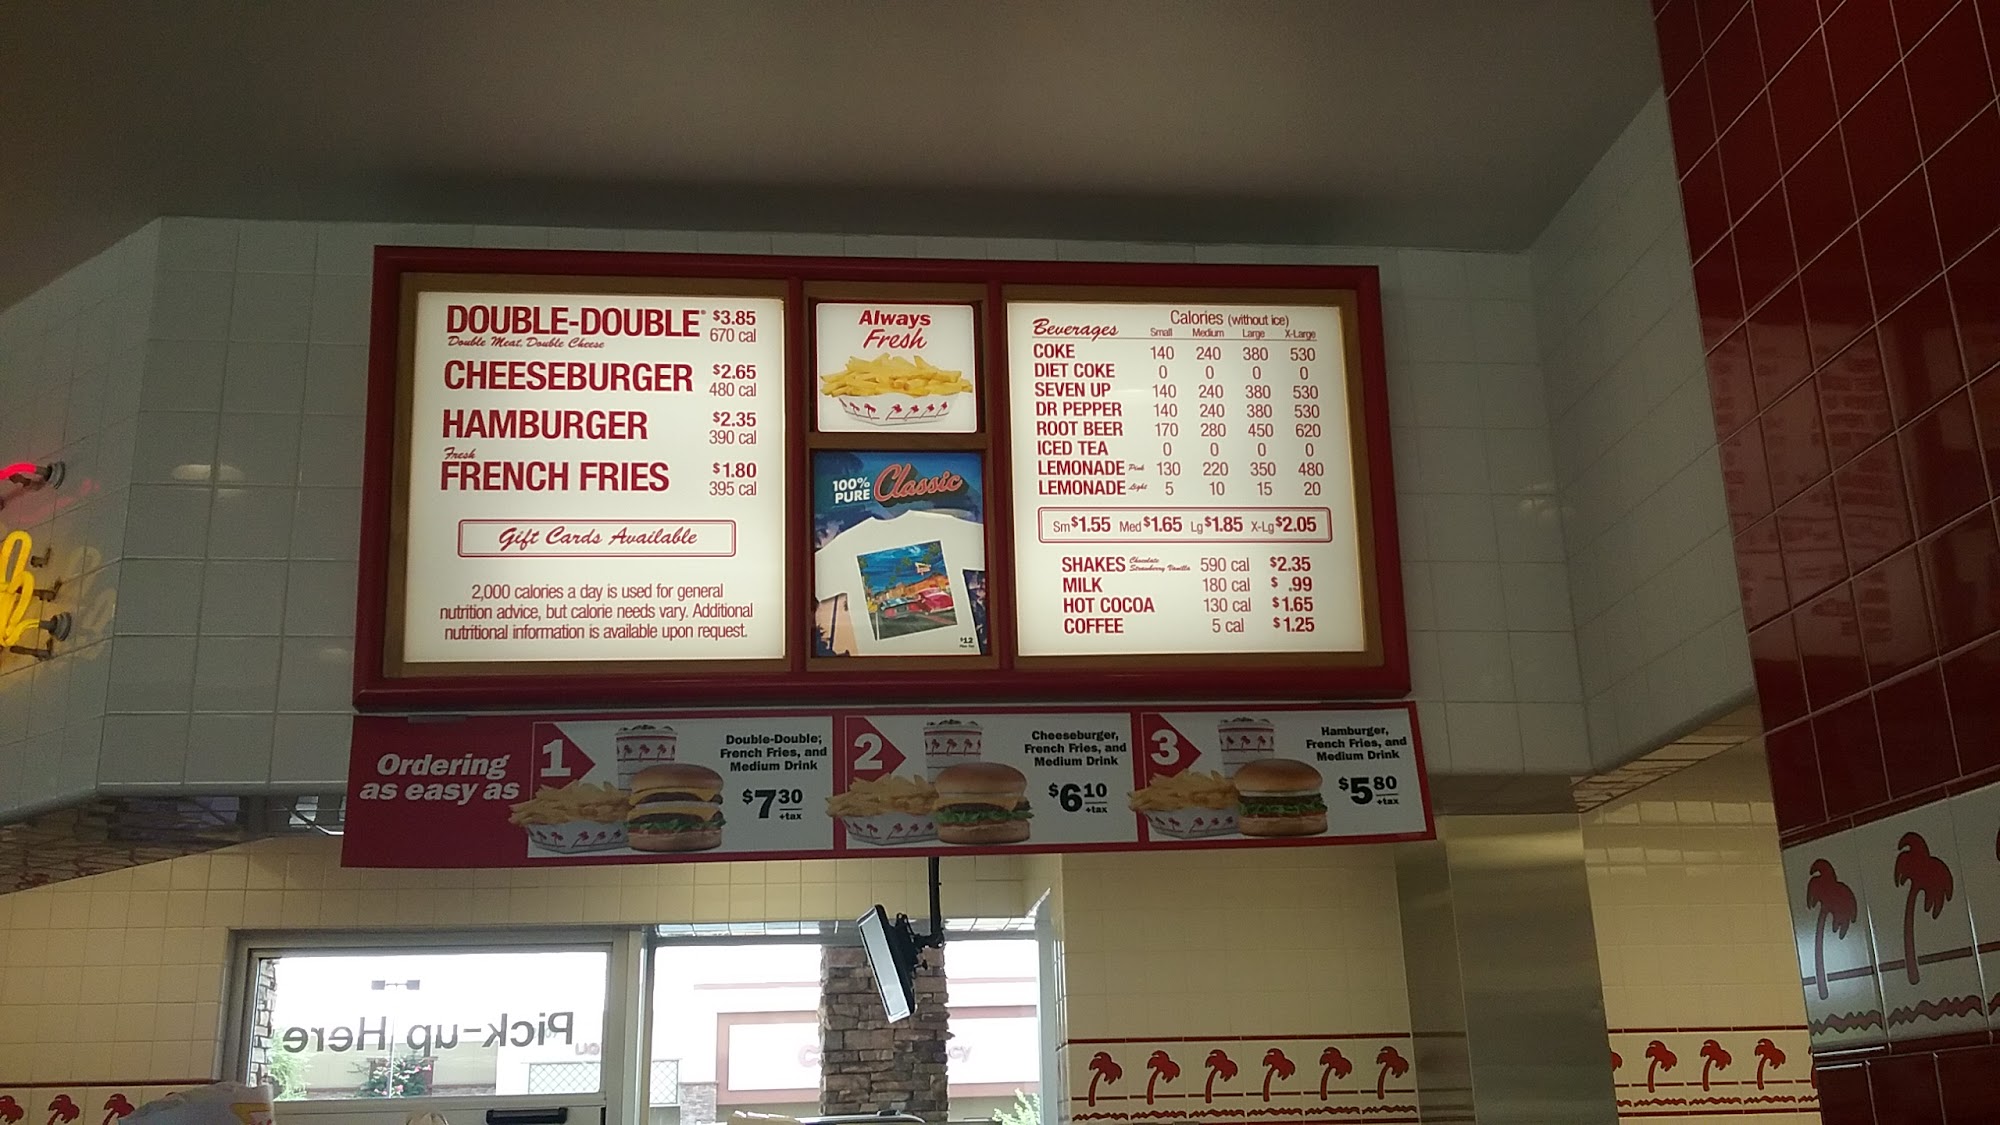 DOUBLE-DOUBLE® $3.85
Double Meat, Double Cheese 670 cal
CHEESEBURGER $2.65
480 cal
HAMBURGER $2.35
390 cal
Fresh
FRENCH FRIES $1.80
395 cal
Gift Cards Available
2,000 calories a day is used for general
nutrition advice, but calorie needs vary. Additional
nutritional information is available upon request.
Always
Fresh
100%
PURE Classic
$12
Beverages Calories (without ice)
Small Medium Large X-Large
COKE 140 240 380 530
DIET COKE 0 0 0 0
SEVEN UP 140 240 380 530
DR PEPPER 140 240 380 530
ROOT BEER 170 280 450 620
ICED TEA 0 0 0 0
LEMONADE Pink 130 220 350 480
LEMONADE Light 5 10 15 20
Sm $1.55 Med $1.65 Lg $1.85 X-Lg $2.05
SHAKES Chocolate Strawberry Vanilla 590 cal $2.35
MILK 180 cal $ .99
HOT COCOA 130 cal $1.65
COFFEE 5 cal $1.25
Ordering
as easy as
1
Double-Double,
French Fries, and
Medium Drink
$7.30
+tax
2
Cheeseburger,
French Fries, and
Medium Drink
$6.10
+tax
3
Hamburger,
French Fries, and
Medium Drink
$5.80
+tax
Pick-up Here